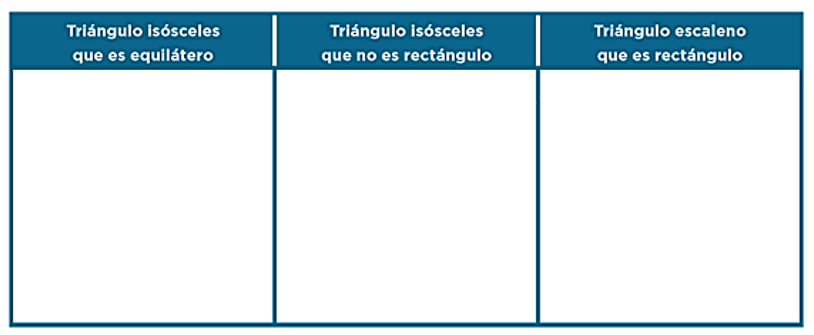 Triángulo isósceles
que es equilátero
Triángulo isósceles
que no es rectángulo
Triángulo escaleno
que es rectángulo